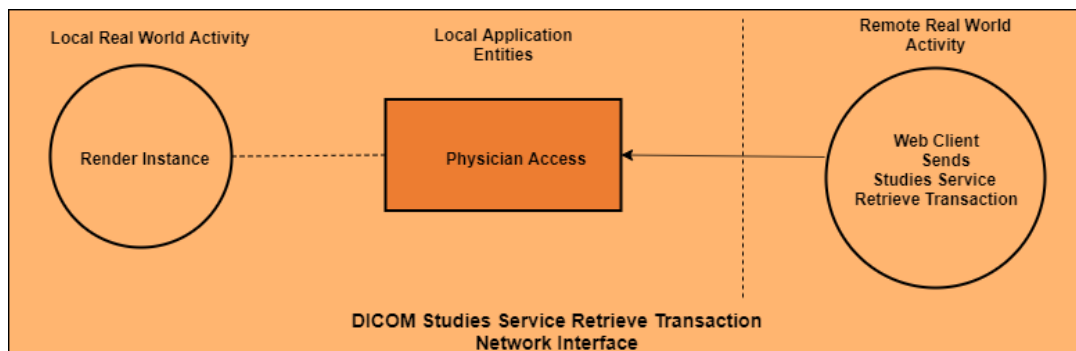 Local Real World Activity
Local Application
Entities
Remote Real World
Activity
Render Instance
Physician Access
Web Client
Sends
Studies Service
Retrieve Transaction
DICOM Studies Service Retrieve Transaction
Network Interface